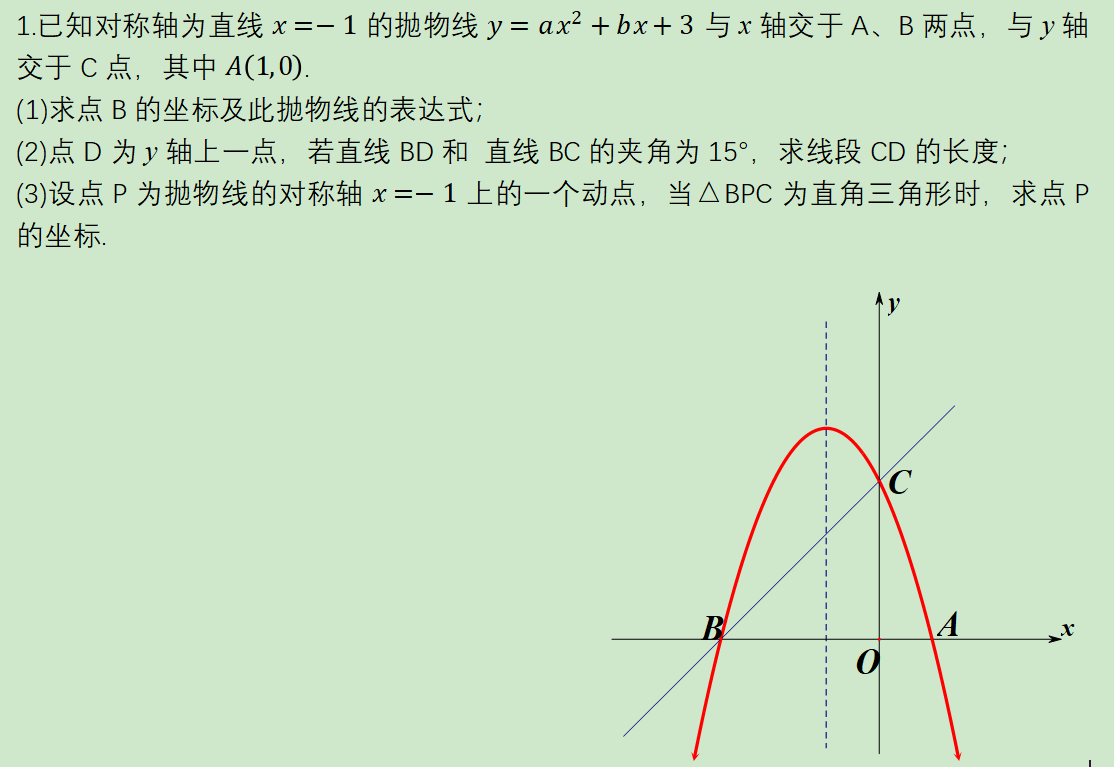 1.已知对称轴为直线 x =− 1 的抛物线 y = ax² + bx + 3 与 x 轴交于 A、B 两点，与 y 轴
交于 C 点，其中 A(1,0).
(1)求点 B 的坐标及此抛物线的表达式；
(2)点 D 为 y 轴上一点，若直线 BD 和 直线 BC 的夹角为 15°，求线段 CD 的长度；
(3)设点 P 为抛物线的对称轴 x =− 1 上的一个动点，当△BPC 为直角三角形时，求点 P
的坐标.
y
C
B
A
x
O